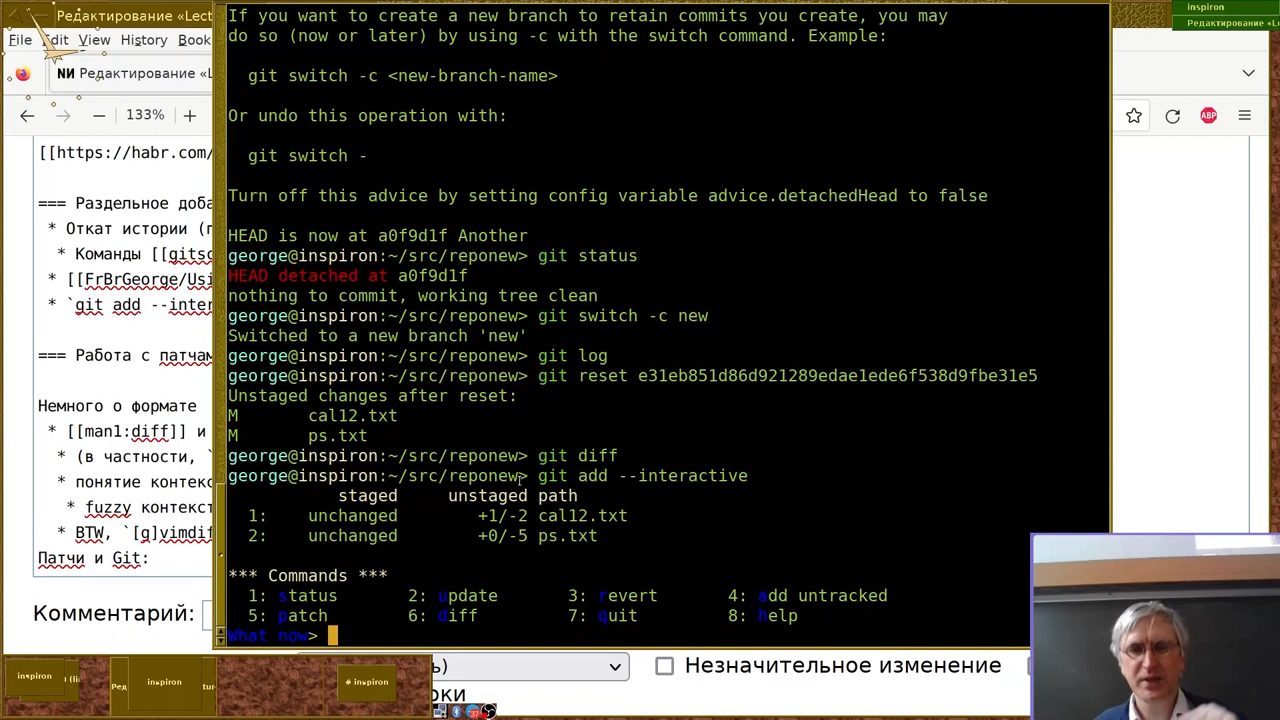 Редактирование «Lect
inspiron
Редактирование «Le
File Edit View History Book
NИ Редактирование «L
133%
ABP
If you want to create a new branch to retain commits you create, you may
do so (now or later) by using -c with the switch command. Example:
git switch -c <new-branch-name>
Or undo this operation with:
git switch -
Turn off this advice by setting config variable advice.detachedHead to false
HEAD is now at a0f9d1f Another
george@inspiron:~/src/reponew> git status
HEAD detached at a0f9d1f
nothing to commit, working tree clean
george@inspiron:~/src/reponew> git switch -c new
Switched to a new branch 'new'
george@inspiron:~/src/reponew> git log
george@inspiron:~/src/reponew> git reset e31eb851d86d921289edae1ede6f538d9fbe31e5
Unstaged changes after reset:
M cal12.txt
M ps.txt
george@inspiron:~/src/reponew> git diff
george@inspiron:~/src/reponew> git add --interactive
staged unstaged path
1: unchanged +1/-2 cal12.txt
2: unchanged +0/-5 ps.txt
*** Commands ***
1: status 2: update 3: revert 4: add untracked
5: patch 6: diff 7: quit 8: help
What now>
[[https://habr.com/
=== Раздельное доба
* Откат истории (п
* Команды [[gitsc
* [[FrBrGeorge/Usi
* `git add --inter
=== Работа с патчам
Немного о формате
* [[man1:diff]] и
* (в частности, `
* понятие контекс
* fuzzy контекс
* BTW, `[g]vimdif
Патчи и Git:
Комментарий:
ь)
Незначительное изменение
рки
inspiron
Ред
inspiron
# inspiron